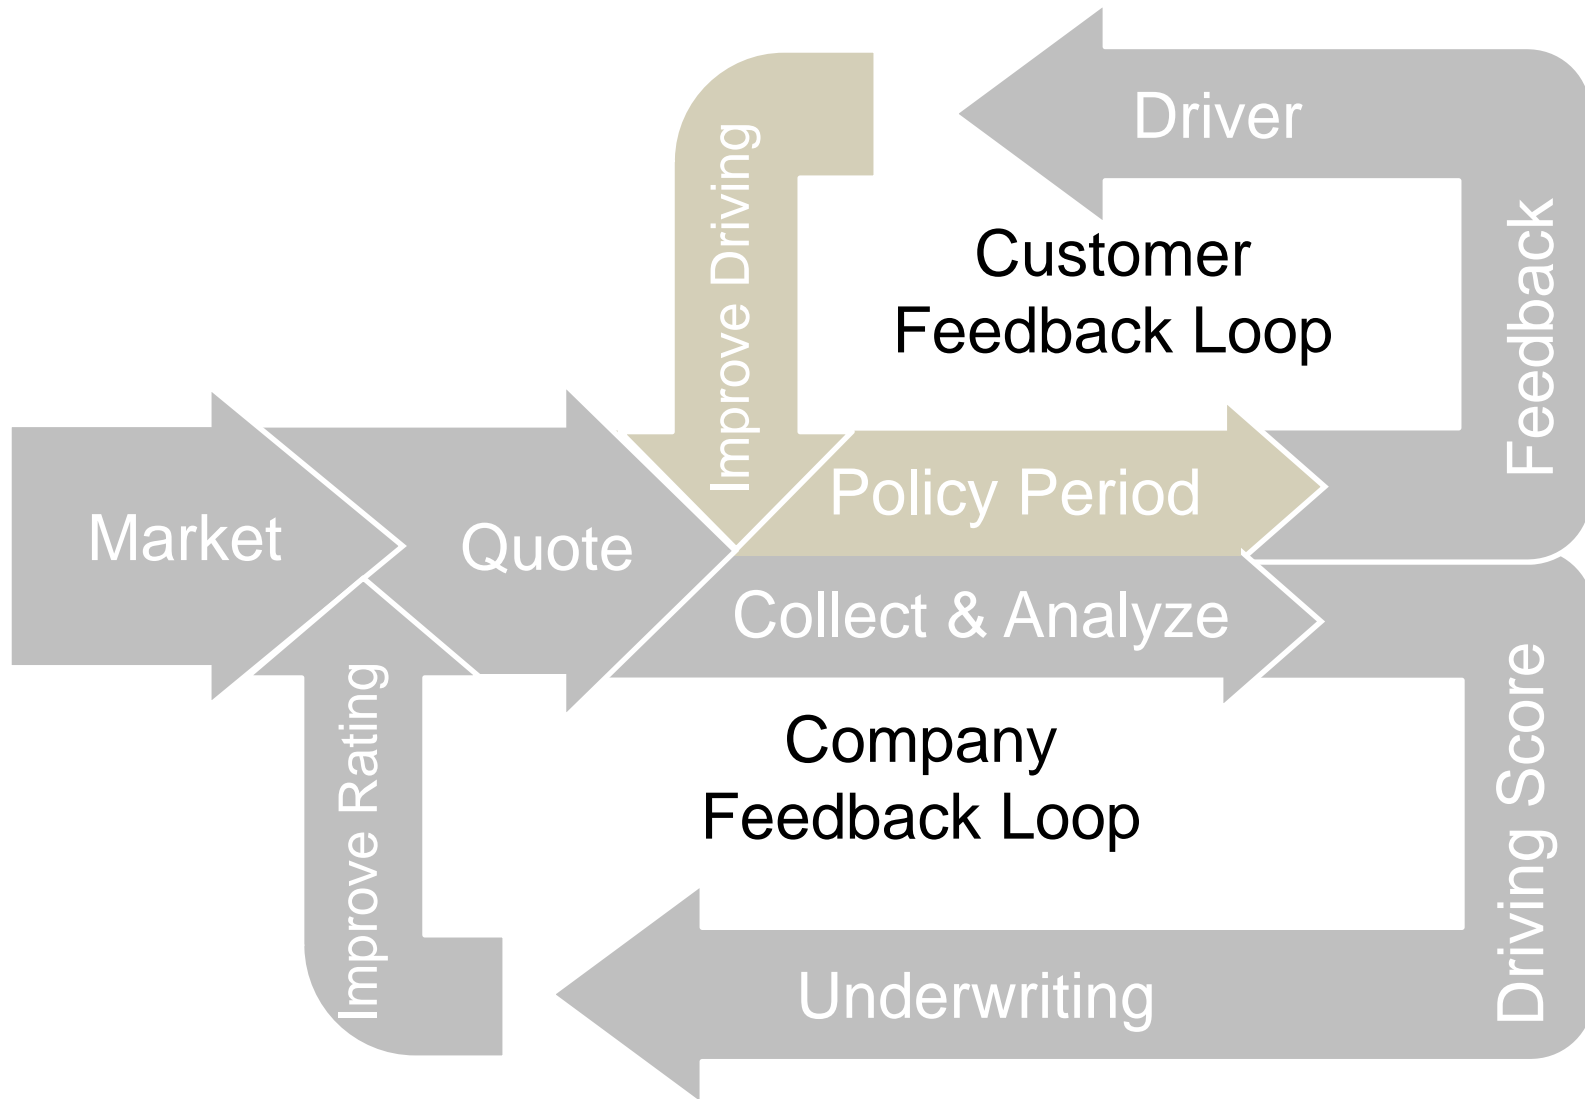 Driver
Improve Driving
Customer
Feedback Loop
Feedback
Policy Period
Market
Quote
Collect & Analyze
Improve Rating
Company
Feedback Loop
Driving Score
Underwriting